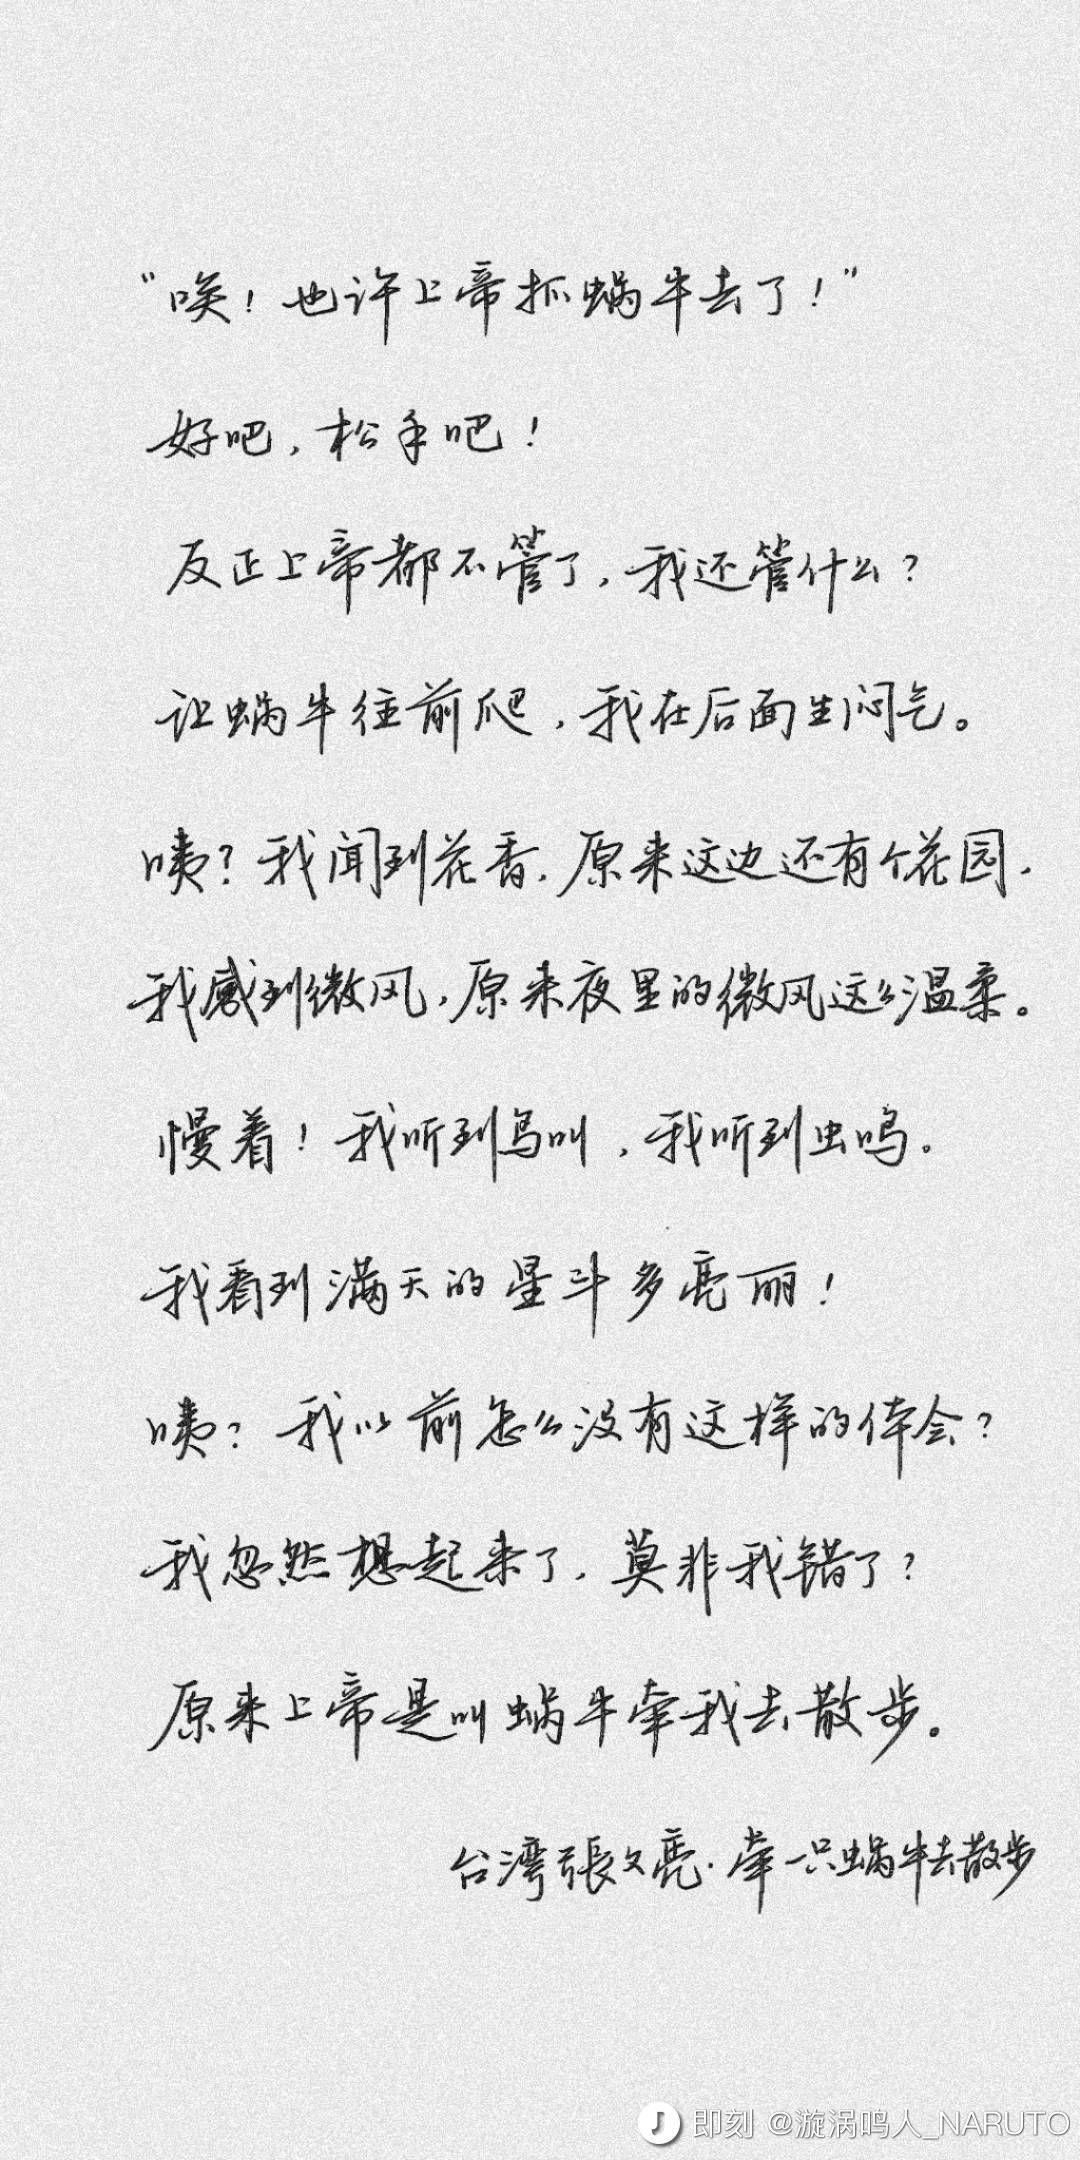 “唉！也许上帝抓蜗牛去了！”
好吧，松手吧！
反正上帝都不管了，我还管什么？
让蜗牛往前爬，我在后面生闷气。
咦？我闻到花香，原来这边还有个花园，
我感到微风，原来夜里的微风这么温柔。
慢着！我听到鸟叫，我听到虫鸣。
我看到满天的星斗多亮丽！
咦？我以前怎么没有这样的体会？
我忽然想起来了，莫非我错了？
原来上帝是叫蜗牛牵我去散步。
台湾張文亮·牵一只蜗牛去散步
即刻 @漩涡鸣人_NARUTO